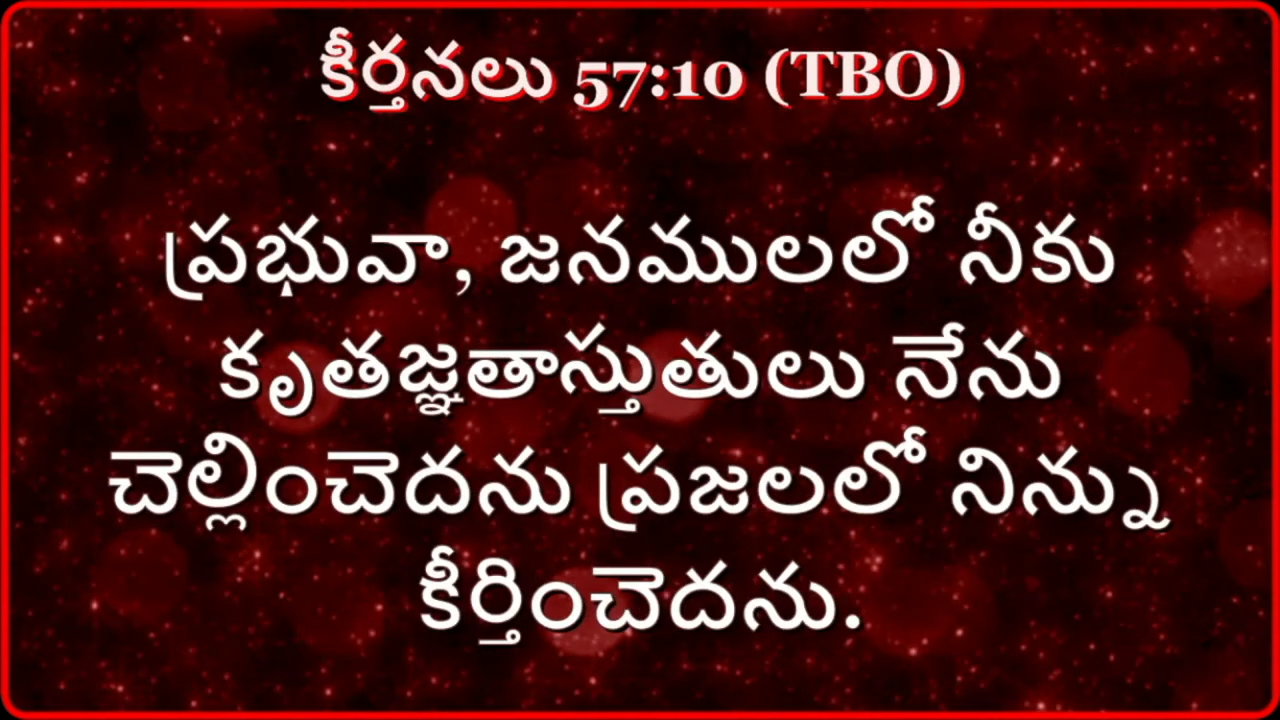 కీర్తనలు 57:10 (TBO)
ప్రభువా, జనములలో నీకు
కృతజ్ఞతాస్తుతులు నేను
చెల్లించెదను ప్రజలలో నిన్ను
కీర్తించెదను.